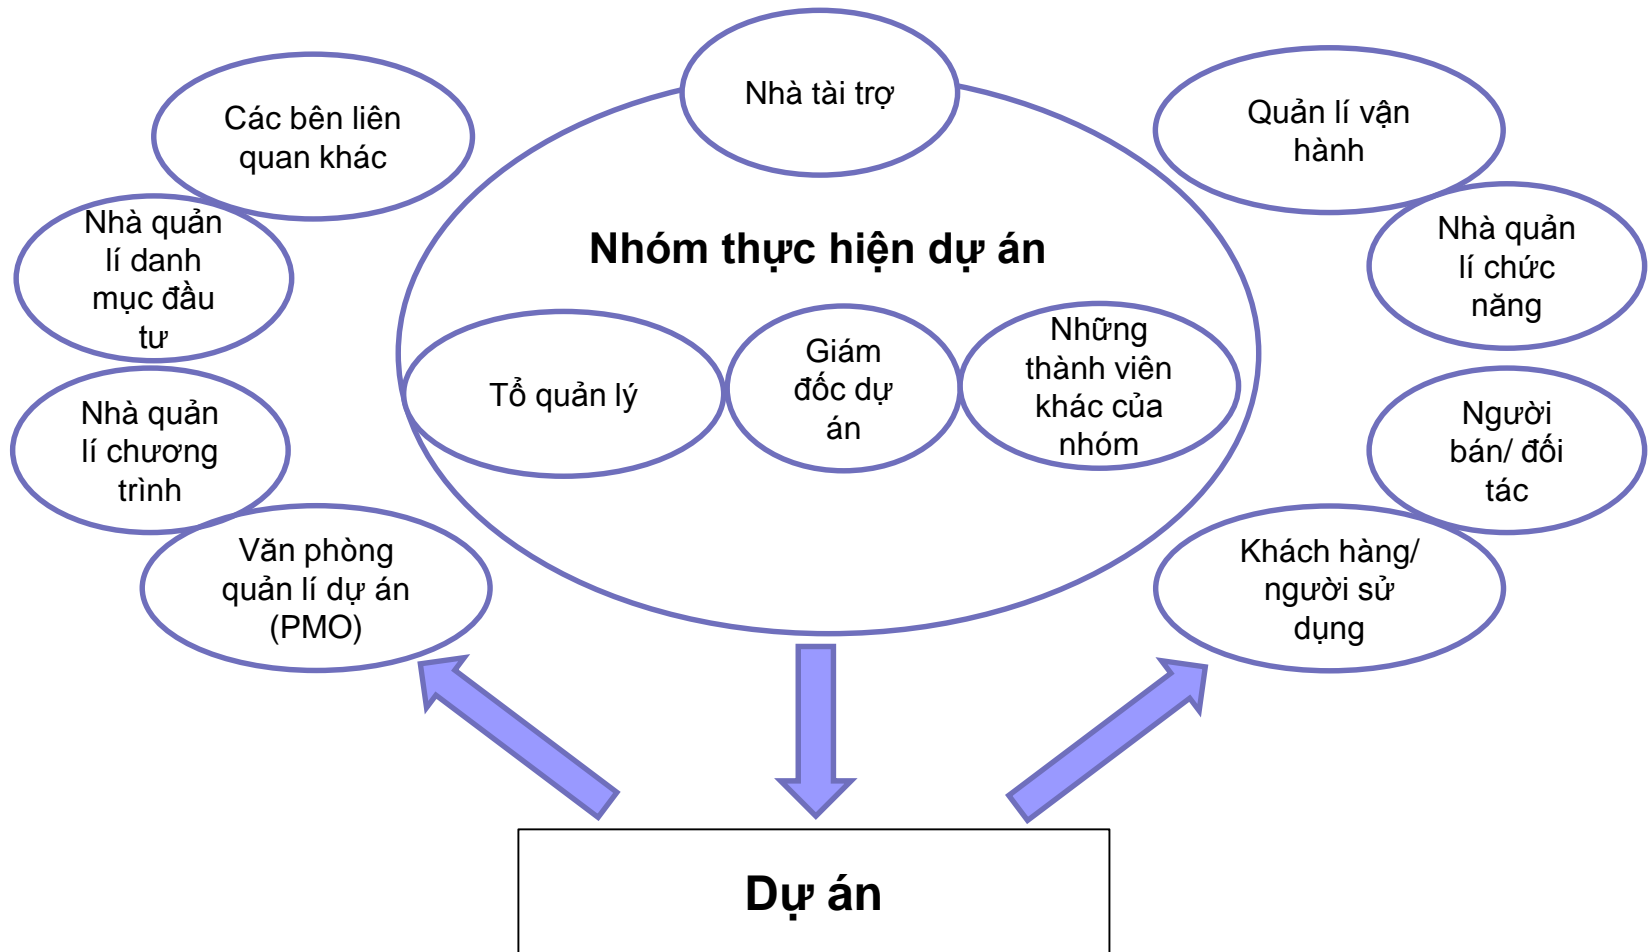 Nhà tài trợ
Các bên liên
quan khác
Quản lí vận
hành
Nhà quản
lí danh
mục đầu
tư
Nhóm thực hiện dự án
Nhà quản
lí chức
năng
Tổ quản lý
Giám
đốc dự
án
Những
thành viên
khác của
nhóm
Nhà quản
lí chương
trình
Người
bán/ đối
tác
Văn phòng
quản lí dự án
(PMO)
Khách hàng/
người sử
dụng
Dự án